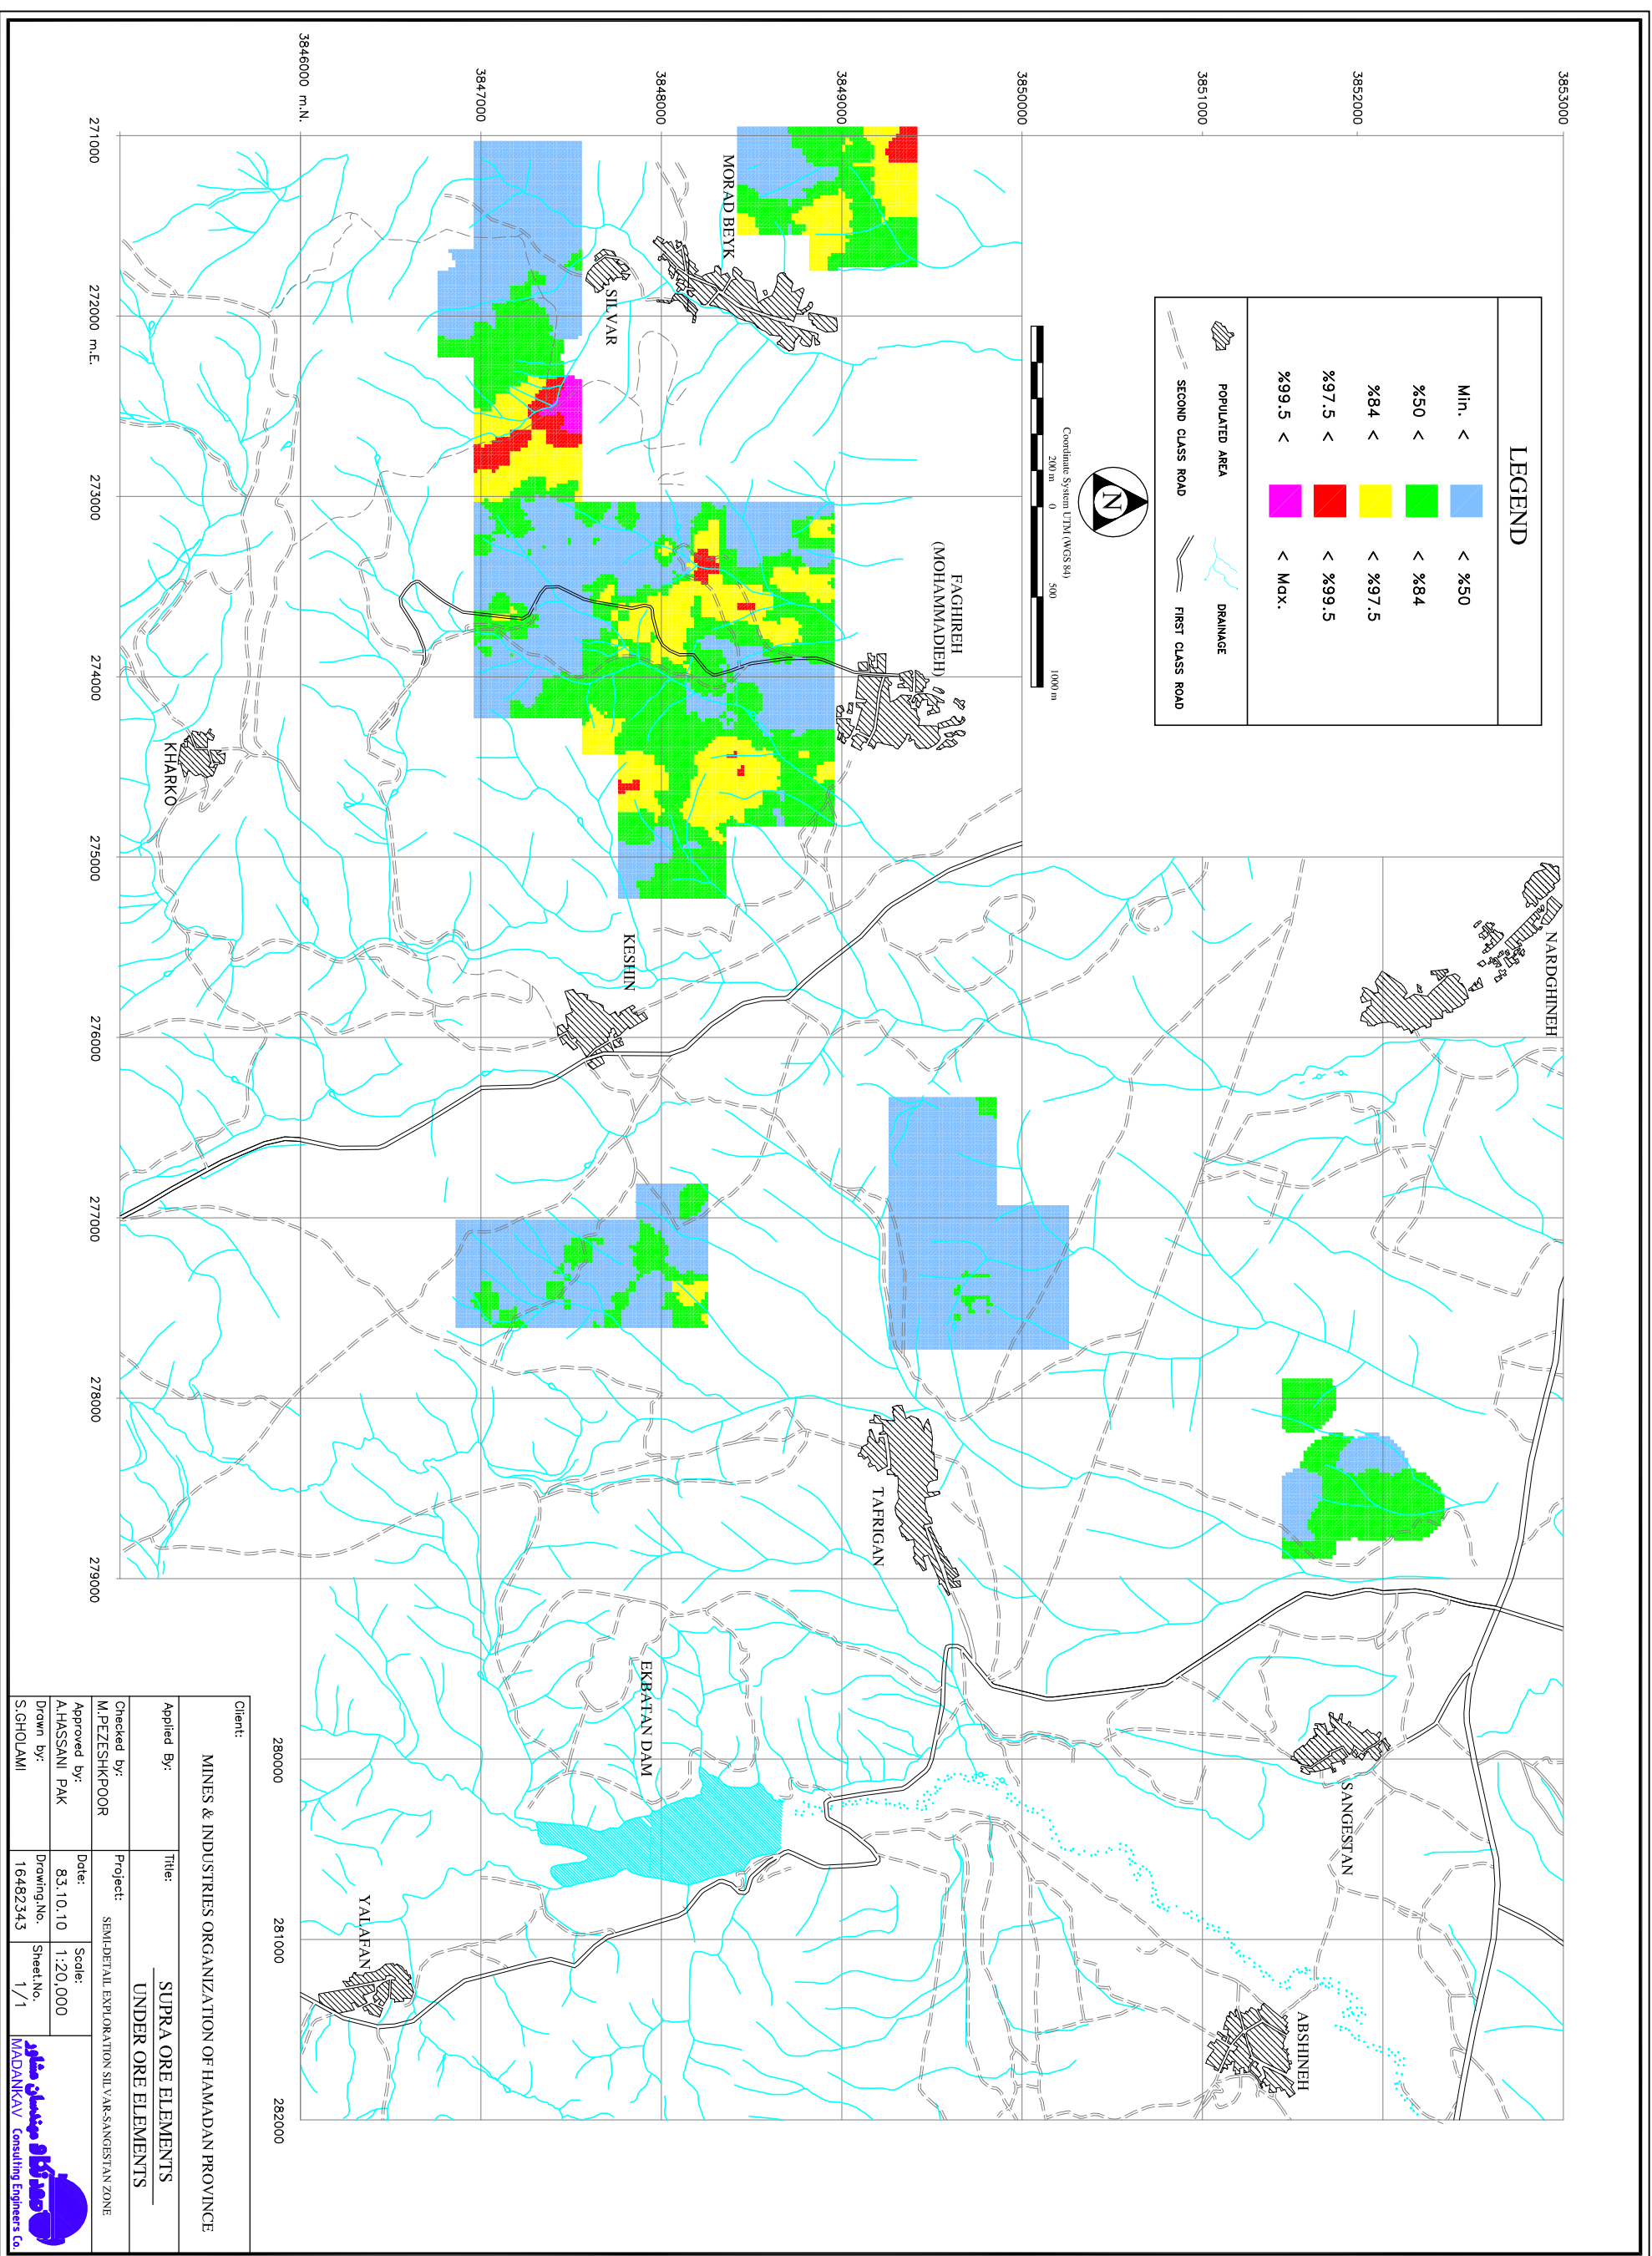 LEGEND
Min. < < %50
%50 < < %84
%84 < < %97.5
%97.5 < < %99.5
%99.5 < < Max.
POPULATED AREA
DRAINAGE
SECOND CLASS ROAD
FIRST CLASS ROAD
N
Coordinate System UTM (WGS 84)
200 m 0 500 1000 m
3853000
3852000
3851000
3850000
3849000
3848000
3847000
3846000 m.N.
271000
272000 m.E.
273000
274000
275000
276000
277000
278000
279000
280000
281000
282000
NARDGHINEH
MORAD BEYK
SILVAR
FAGHIREH
(MOHAMMADIEH)
KHARKO
KESHIN
TAFRIGAN
SANGESTAN
ABSHINEH
EKBATAN DAM
YALAFAN
Client:
MINES & INDUSTRIES ORGANIZATION OF HAMADAN PROVINCE
Applied By:
Title:
SUPRA ORE ELEMENTS
UNDER ORE ELEMENTS
Checked by:
M.PEZESHKPOOR
Project:
SEMI-DETAIL EXPLORATION SILVAR-SANGESTAN ZONE
Approved by:
A.HASSANI PAK
Date:
83.10.10
Scale:
1:20,000
Drawn by:
S.GHOLAMI
Drawing.No.
16482343
Sheet.No.
1/1
مهندسان مشاور
معدنکاو
MADANKAV Consulting Engineers Co.